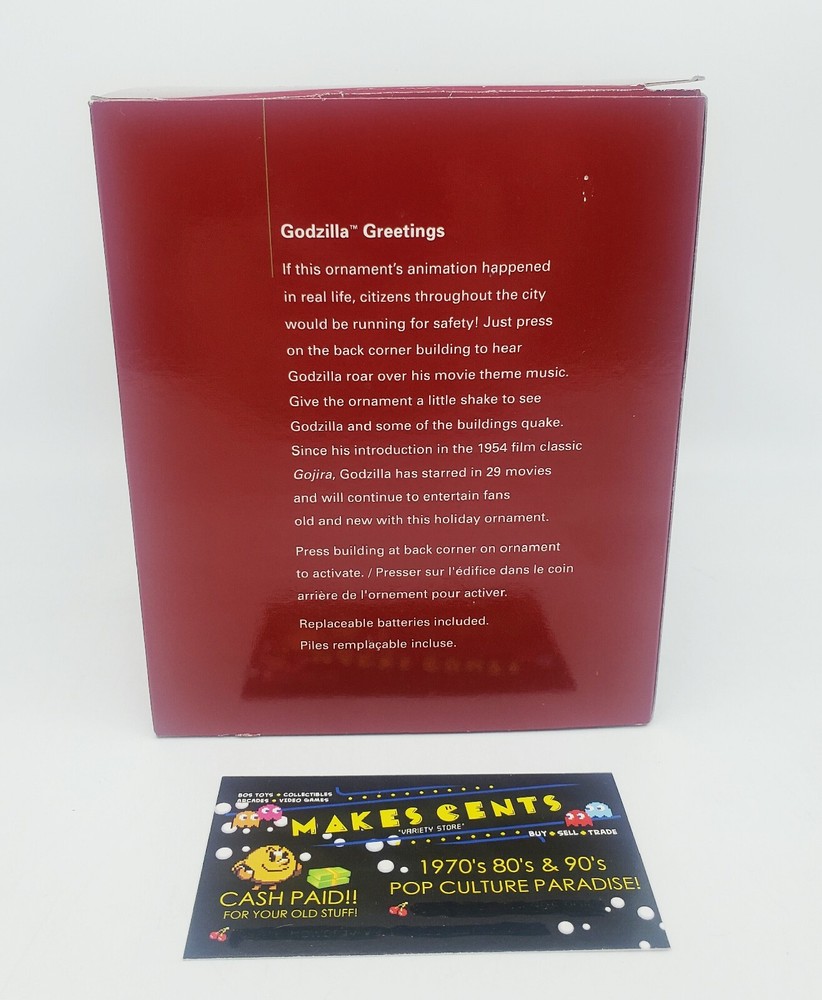 Godzilla™ Greetings
If this ornament's animation happened
in real life, citizens throughout the city
would be running for safety! Just press
on the back corner building to hear
Godzilla roar over his movie theme music.
Give the ornament a little shake to see
Godzilla and some of the buildings quake.
Since his introduction in the 1954 film classic
Gojira, Godzilla has starred in 29 movies
and will continue to entertain fans
old and new with this holiday ornament.
Press building at back corner on ornament
to activate. / Presser sur l'édifice dans le coin
arrière de l'ornement pour activer.
Replaceable batteries included.
Piles remplaçable incluse.
80S TOYS • COLLECTIBLES
ARCADES • VIDEO GAMES
MAKES CENTS
"VARIETY STORE"
BUY • SELL • TRADE
CASH PAID!!
FOR YOUR OLD STUFF!
1970's 80's & 90's
POP CULTURE PARADISE!